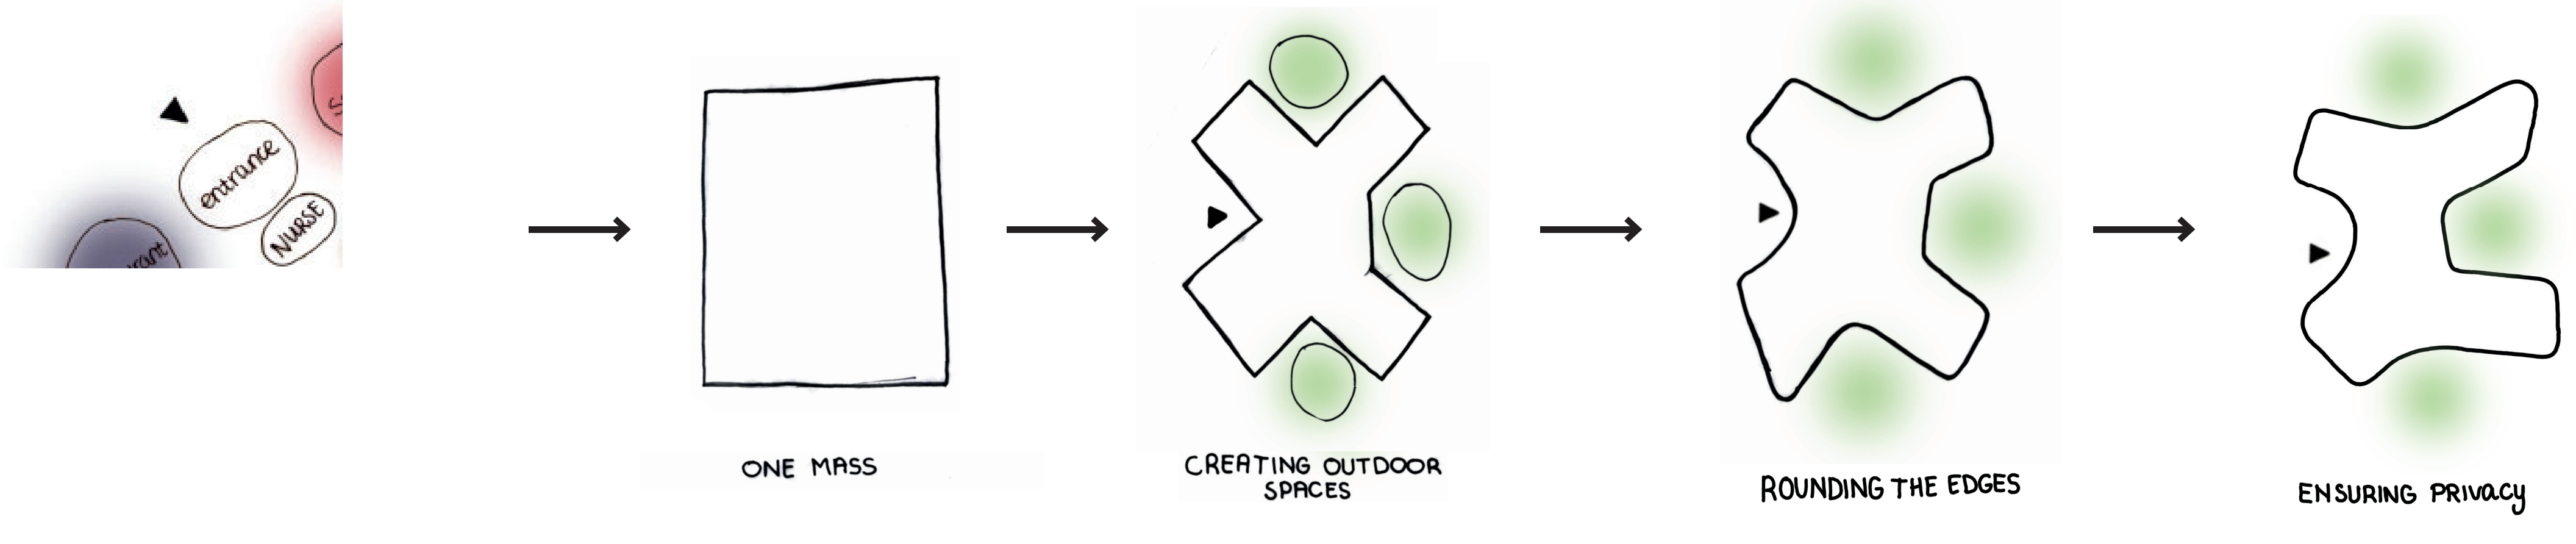 entrance
NURSE
ONE MASS
CREATING OUTDOOR
SPACES
ROUNDING THE EDGES
ENSURING PRIVACY